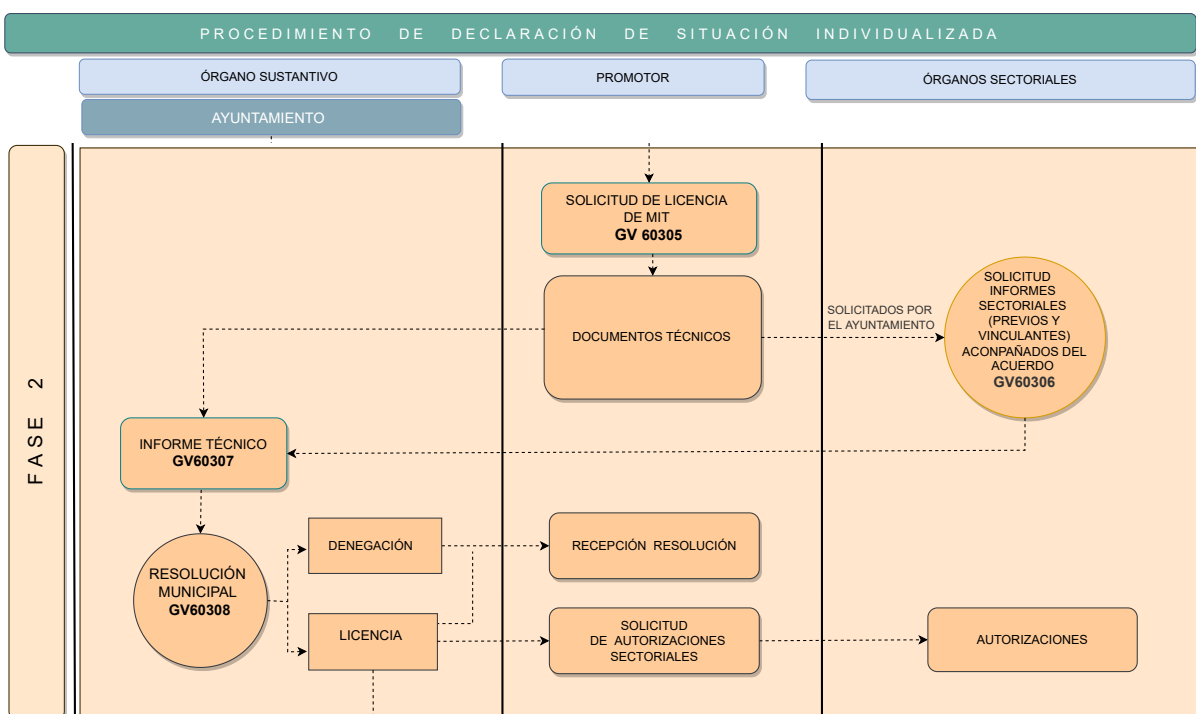 PROCEDIMIENTO DE DECLARACIÓN DE SITUACIÓN INDIVIDUALIZADA
ÓRGANO SUSTANTIVO
PROMOTOR
ÓRGANOS SECTORIALES
AYUNTAMIENTO
FASE 2
SOLICITUD DE LICENCIA
DE MIT
GV 60305
DOCUMENTOS TÉCNICOS
SOLICITADOS POR
EL AYUNTAMIENTO
SOLICITUD
INFORMES
SECTORIALES
(PREVIOS Y
VINCULANTES)
ACONPAÑADOS DEL
ACUERDO
GV60306
INFORME TÉCNICO
GV60307
RESOLUCIÓN
MUNICIPAL
GV60308
DENEGACIÓN
RECEPCIÓN RESOLUCIÓN
LICENCIA
SOLICITUD
DE AUTORIZACIONES
SECTORIALES
AUTORIZACIONES